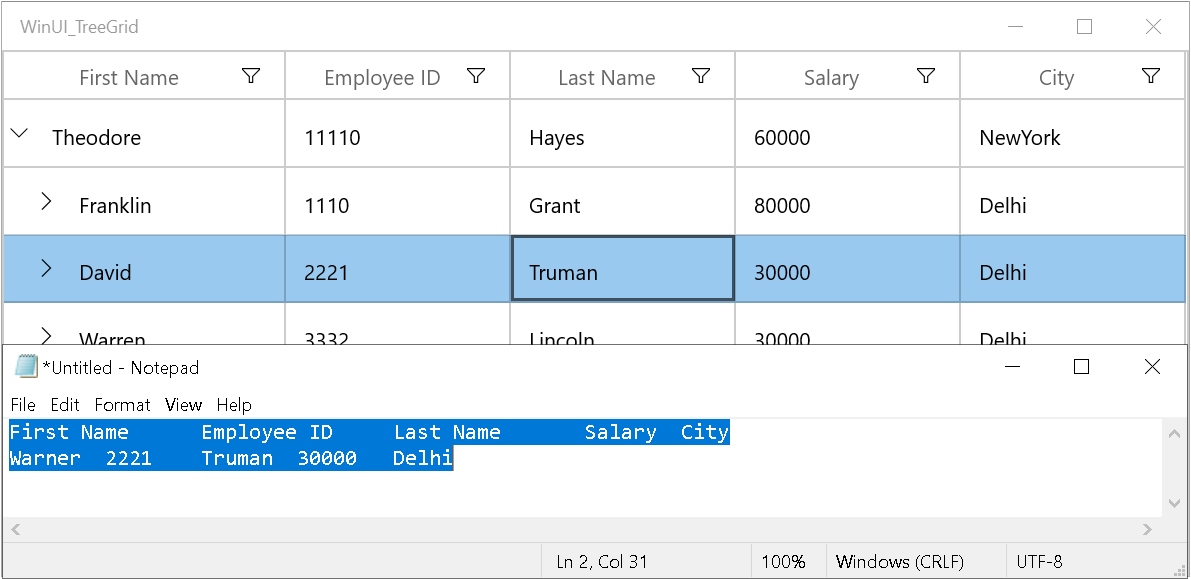 WinUI_TreeGrid
First Name Employee ID Last Name Salary City
Theodore 11110 Hayes 60000 NewYork
Franklin 1110 Grant 80000 Delhi
David 2221 Truman 30000 Delhi
Warren 3332 Lincoln 30000 Delhi
*Untitled - Notepad
File Edit Format View Help
First Name Employee ID Last Name Salary City
Warner 2221 Truman 30000 Delhi
Ln 2, Col 31 100% Windows (CRLF) UTF-8